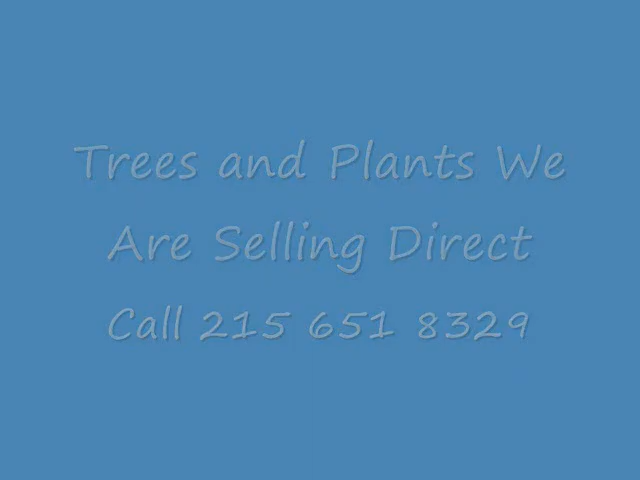 Trees and Plants We
Are Selling Direct
Call 215 651 8329